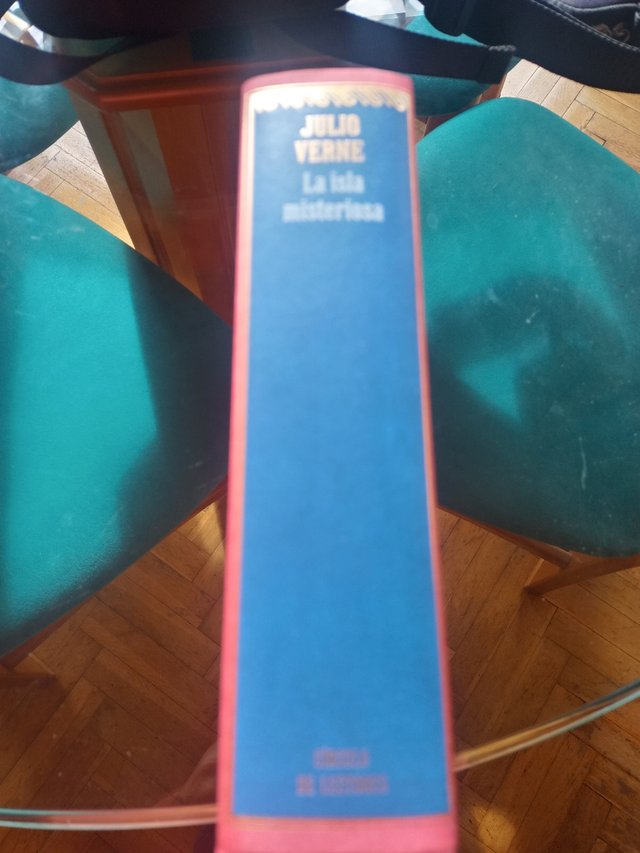 JULIO
VERNE
La isla
misteriosa
CÍRCULO
DE LECTORES